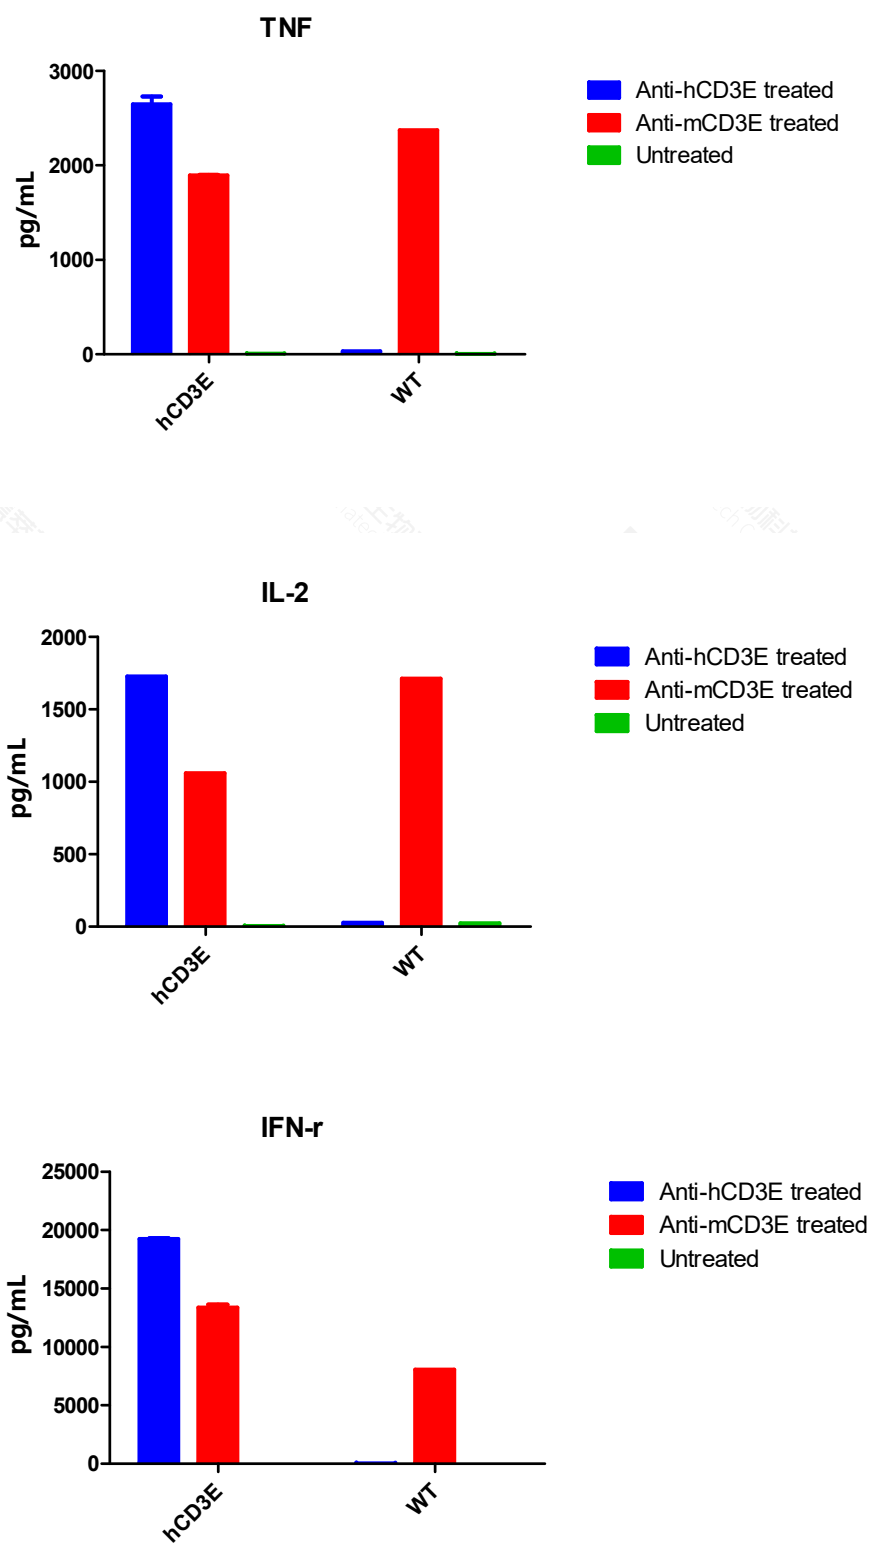 TNF
3000
2000
1000
0
pg/mL
hCD3E
WT
Anti-hCD3E treated
Anti-mCD3E treated
Untreated
IL-2
2000
1500
1000
500
0
pg/mL
hCD3E
WT
Anti-hCD3E treated
Anti-mCD3E treated
Untreated
IFN-r
25000
20000
15000
10000
5000
0
pg/mL
hCD3E
WT
Anti-hCD3E treated
Anti-mCD3E treated
Untreated